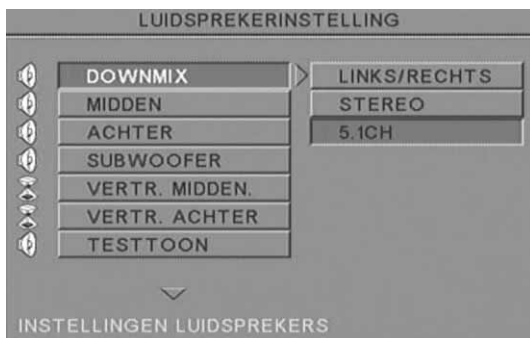 LUIDSPREKERINSTELLING
DOWNMIX
LINKS/RECHTS
MIDDEN
STEREO
ACHTER
5.1CH
SUBWOOFER
VERTR. MIDDEN.
VERTR. ACHTER
TESTTOON
INSTELLINGEN LUIDSPREKERS